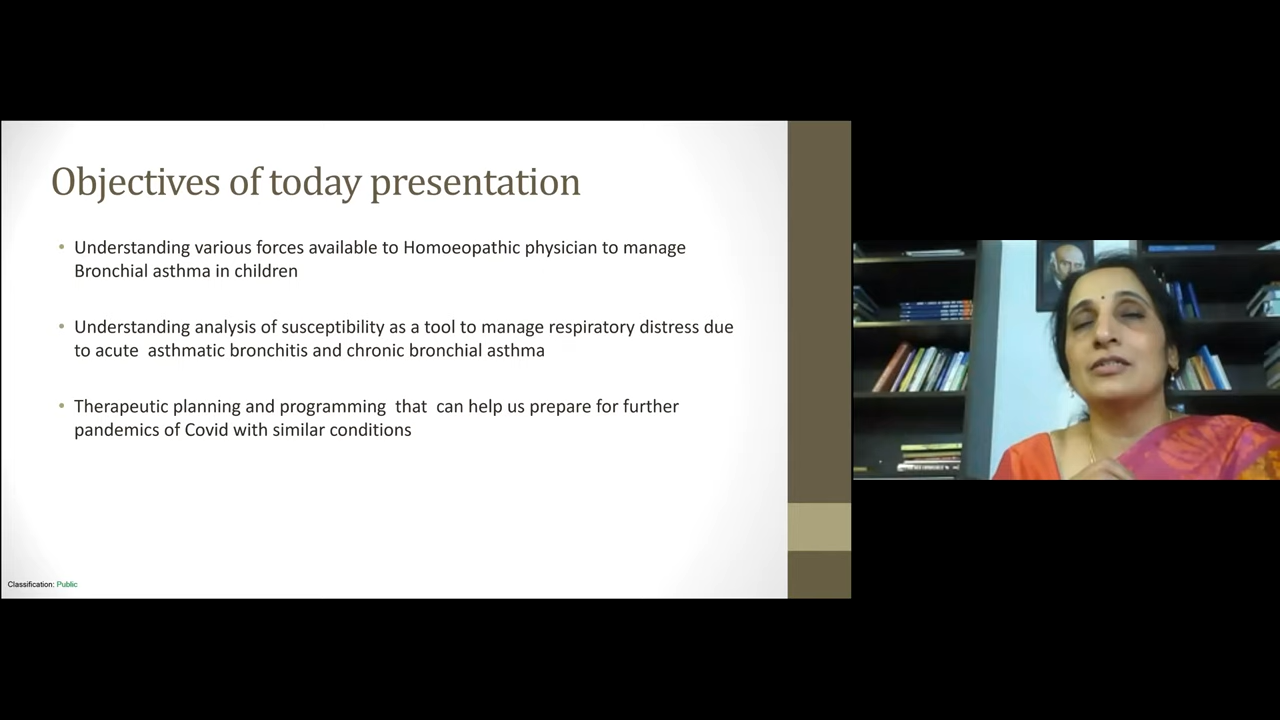 Objectives of today presentation
• Understanding various forces available to Homoeopathic physician to manage
Bronchial asthma in children
• Understanding analysis of susceptibility as a tool to manage respiratory distress due
to acute  asthmatic bronchitis and chronic bronchial asthma
• Therapeutic planning and programming  that  can help us prepare for further
pandemics of Covid with similar conditions
Classification: Public